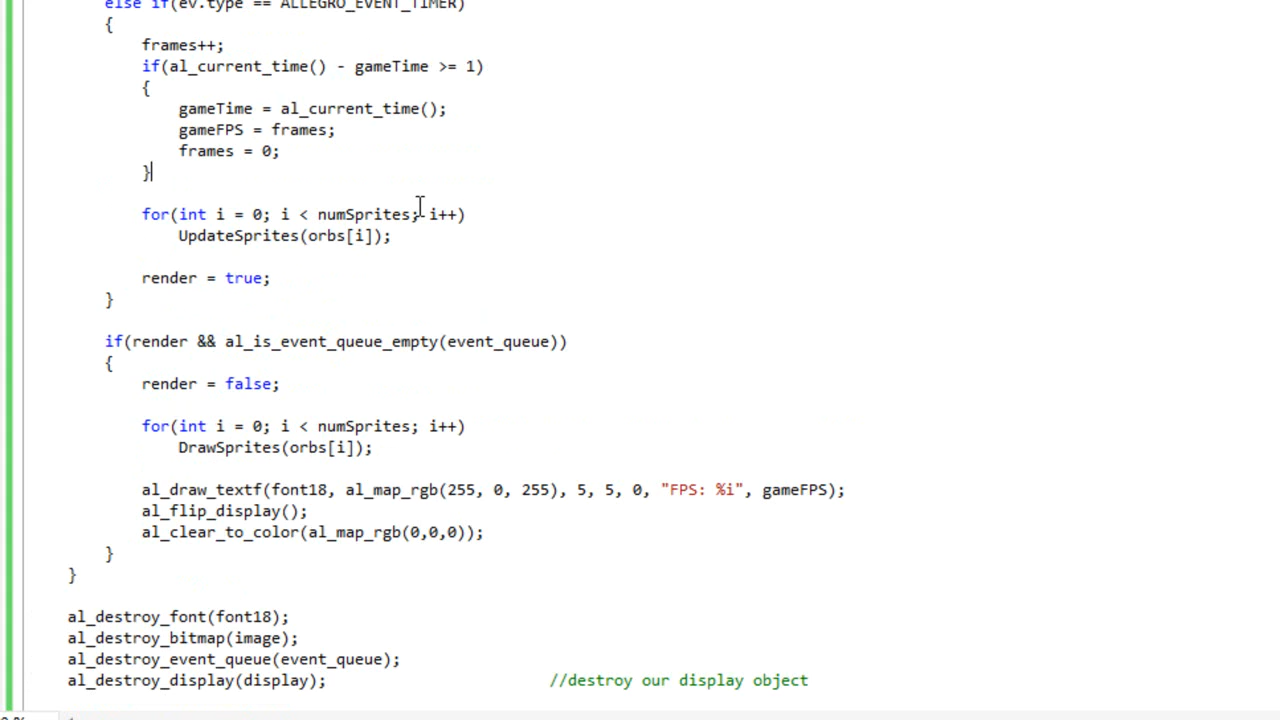 else if(ev.type == ALLEGRO_EVENT_TIMER)
{
frames++;
if(al_current_time() - gameTime >= 1)
{
gameTime = al_current_time();
gameFPS = frames;
frames = 0;
}
for(int i = 0; i < numSprites; i++)
UpdateSprites(orbs[i]);
render = true;
}
if(render && al_is_event_queue_empty(event_queue))
{
render = false;
for(int i = 0; i < numSprites; i++)
DrawSprites(orbs[i]);
al_draw_textf(font18, al_map_rgb(255, 0, 255), 5, 5, 0, "FPS: %i", gameFPS);
al_flip_display();
al_clear_to_color(al_map_rgb(0,0,0));
}
}
al_destroy_font(font18);
al_destroy_bitmap(image);
al_destroy_event_queue(event_queue);
al_destroy_display(display); //destroy our display object